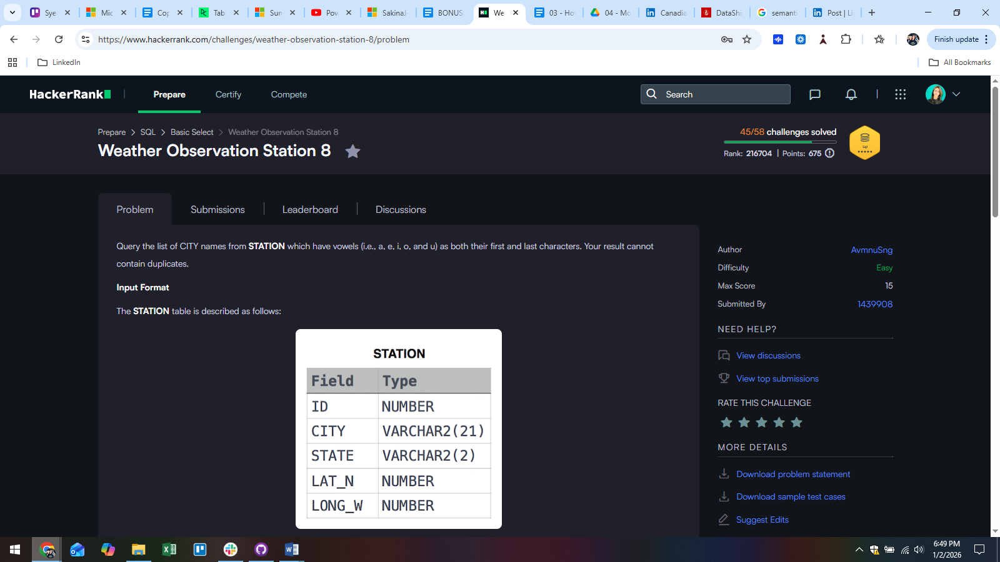 Sye
Mic
Cop
Tabl
Sun
Pow
SakinaJ
BONUS
We
03 - Ho
04 - Mo
Canadia
DataShi
semanti
Post | Li
https://www.hackerrank.com/challenges/weather-observation-station-8/problem
Finish update
LinkedIn
All Bookmarks
HackerRank
Prepare
Certify
Compete
Search
Prepare > SQL > Basic Select > Weather Observation Station 8
45/58 challenges solved
Weather Observation Station 8
Rank: 216704 | Points: 675
Sql
Problem
Submissions
Leaderboard
Discussions
Query the list of CITY names from STATION which have vowels (i.e., a, e, i, o, and u) as both their first and last characters. Your result cannot
contain duplicates.
Input Format
The STATION table is described as follows:
STATION
Field Type
ID NUMBER
CITY VARCHAR2(21)
STATE VARCHAR2(2)
LAT_N NUMBER
LONG_W NUMBER
Author AvmnuSng
Difficulty Easy
Max Score 15
Submitted By 1439908
NEED HELP?
View discussions
View top submissions
RATE THIS CHALLENGE
MORE DETAILS
Download problem statement
Download sample test cases
Suggest Edits
6:49 PM
1/2/2026